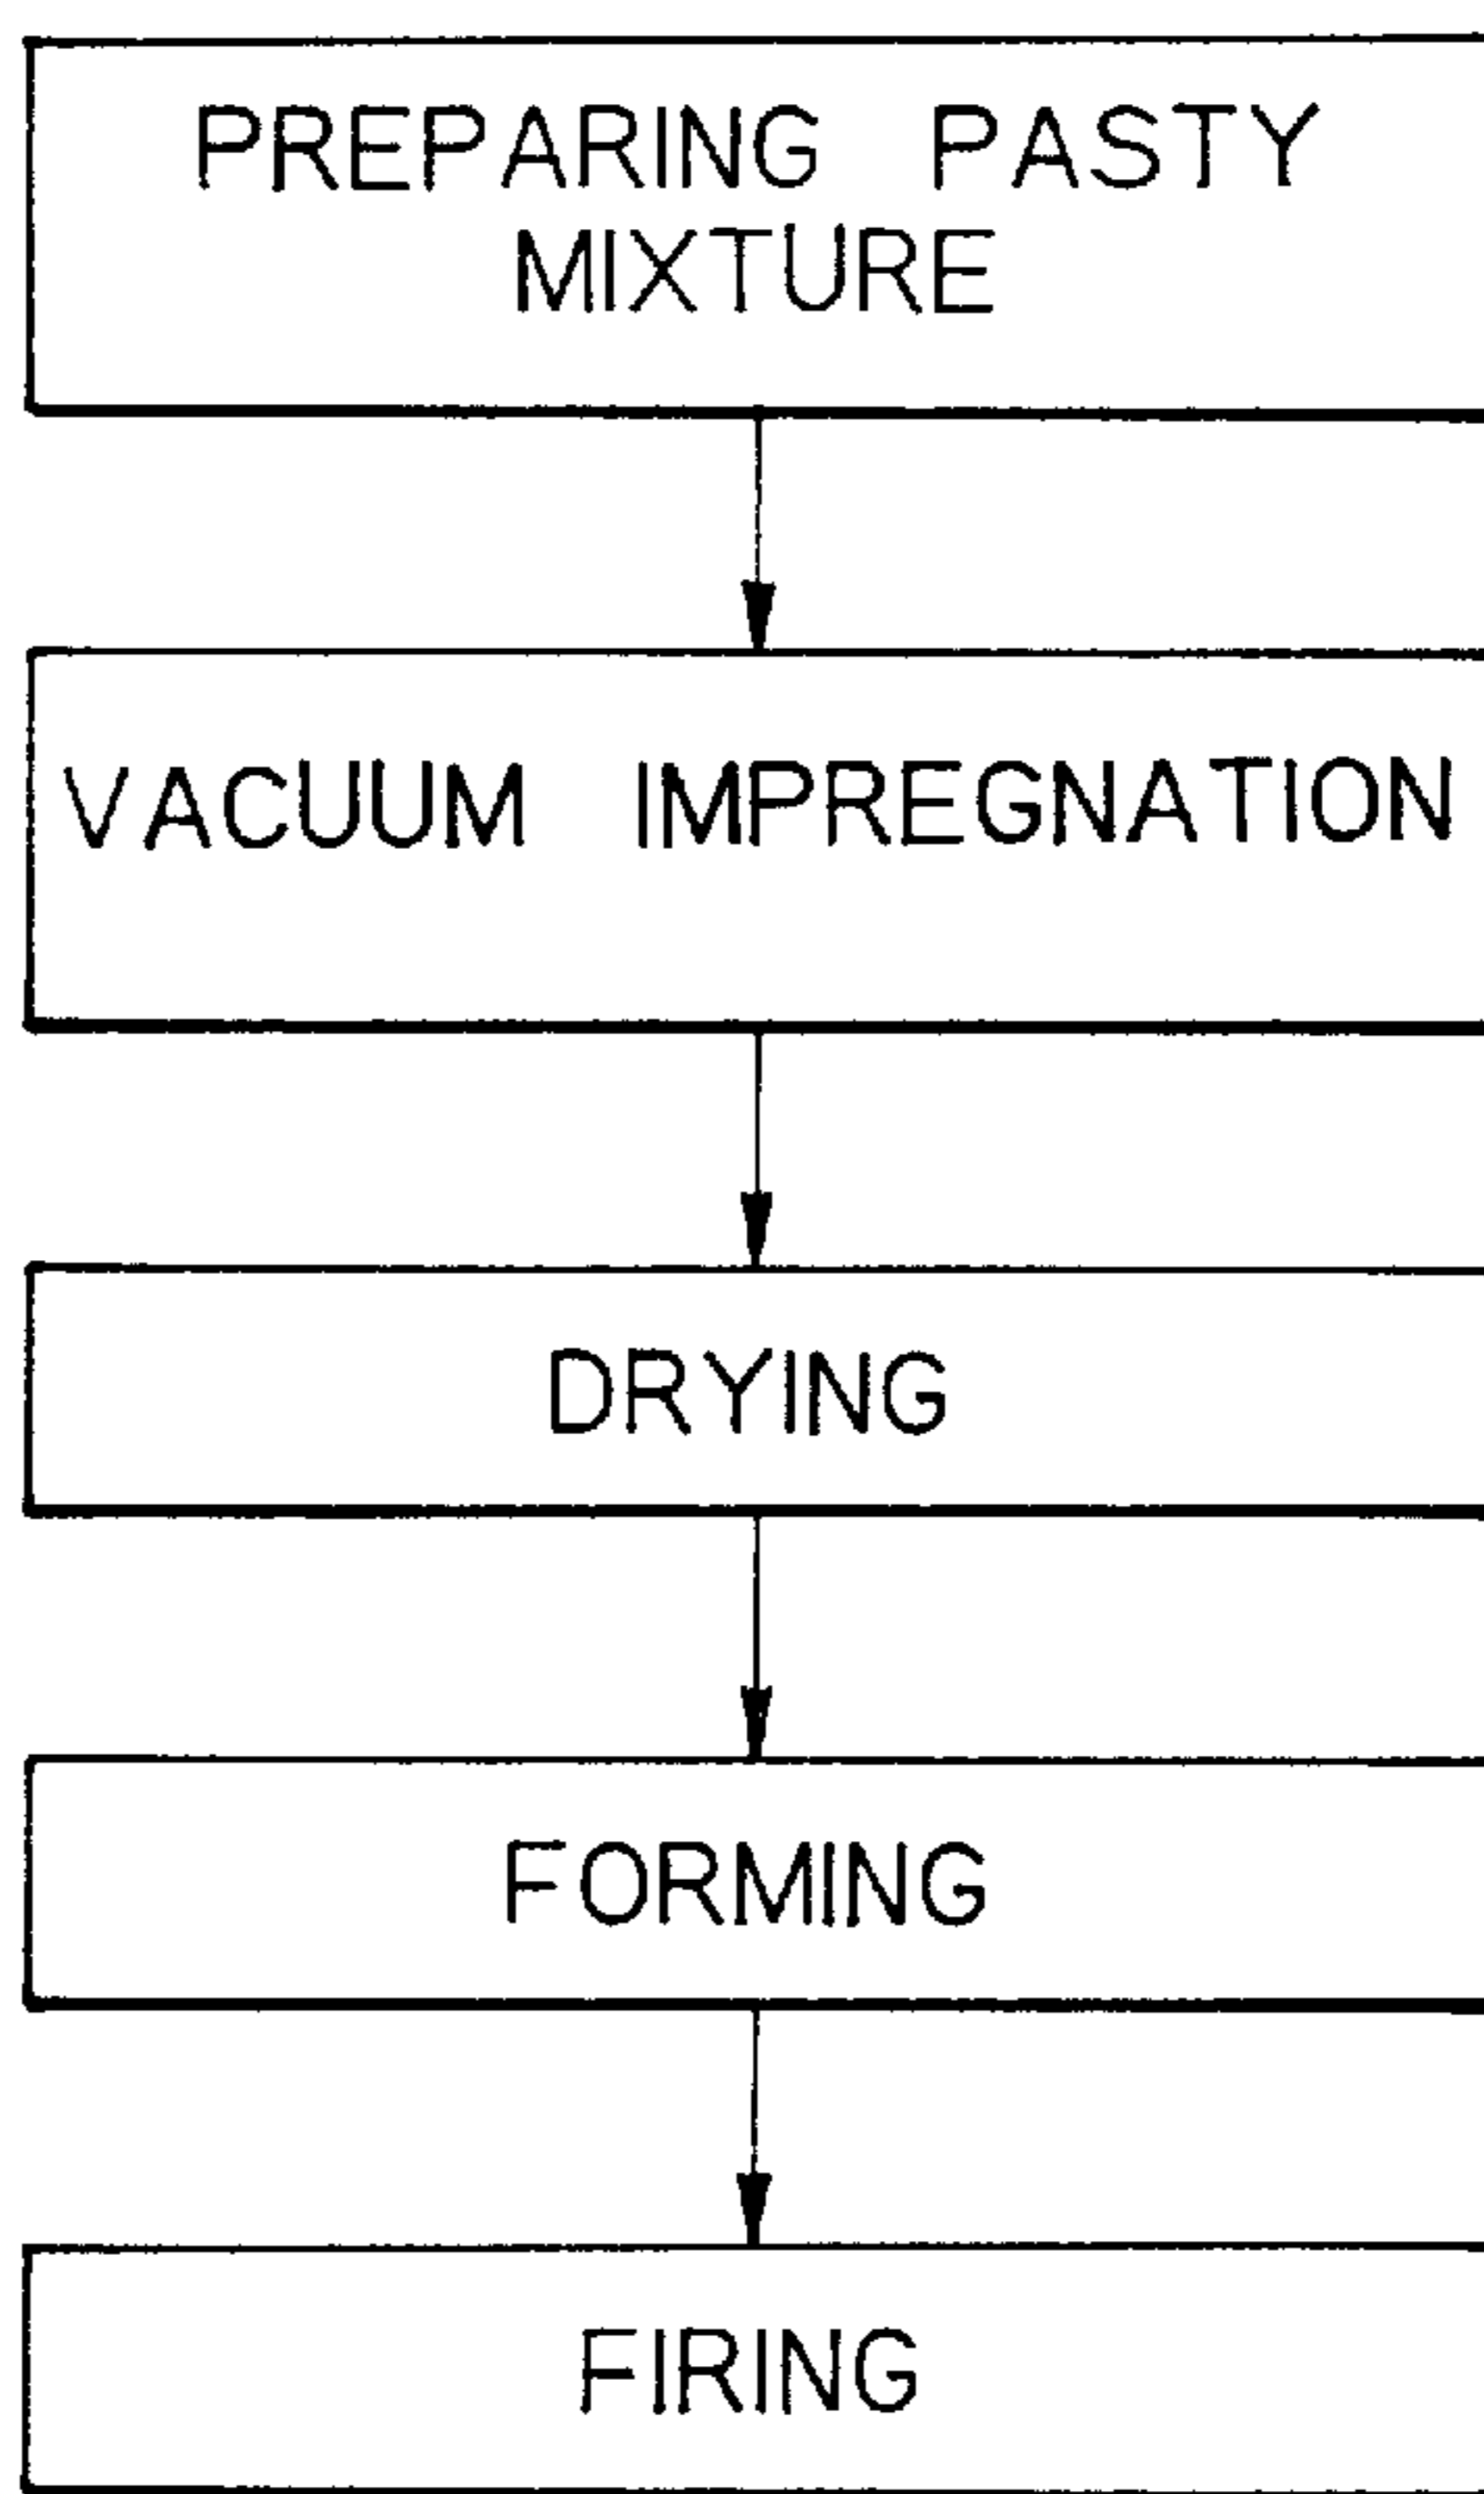 PREPARING PASTY
MIXTURE
VACUUM IMPREGNATION
DRYING
FORMING
FIRING